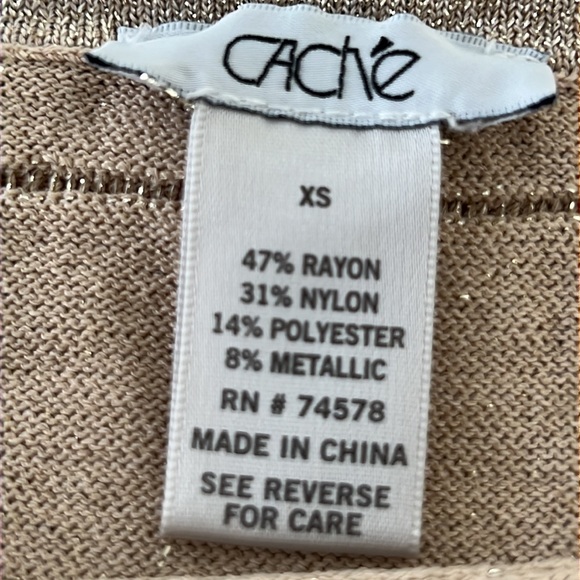 CACHÉ
XS
47% RAYON
31% NYLON
14% POLYESTER
8% METALLIC
RN # 74578
MADE IN CHINA
SEE REVERSE
FOR CARE